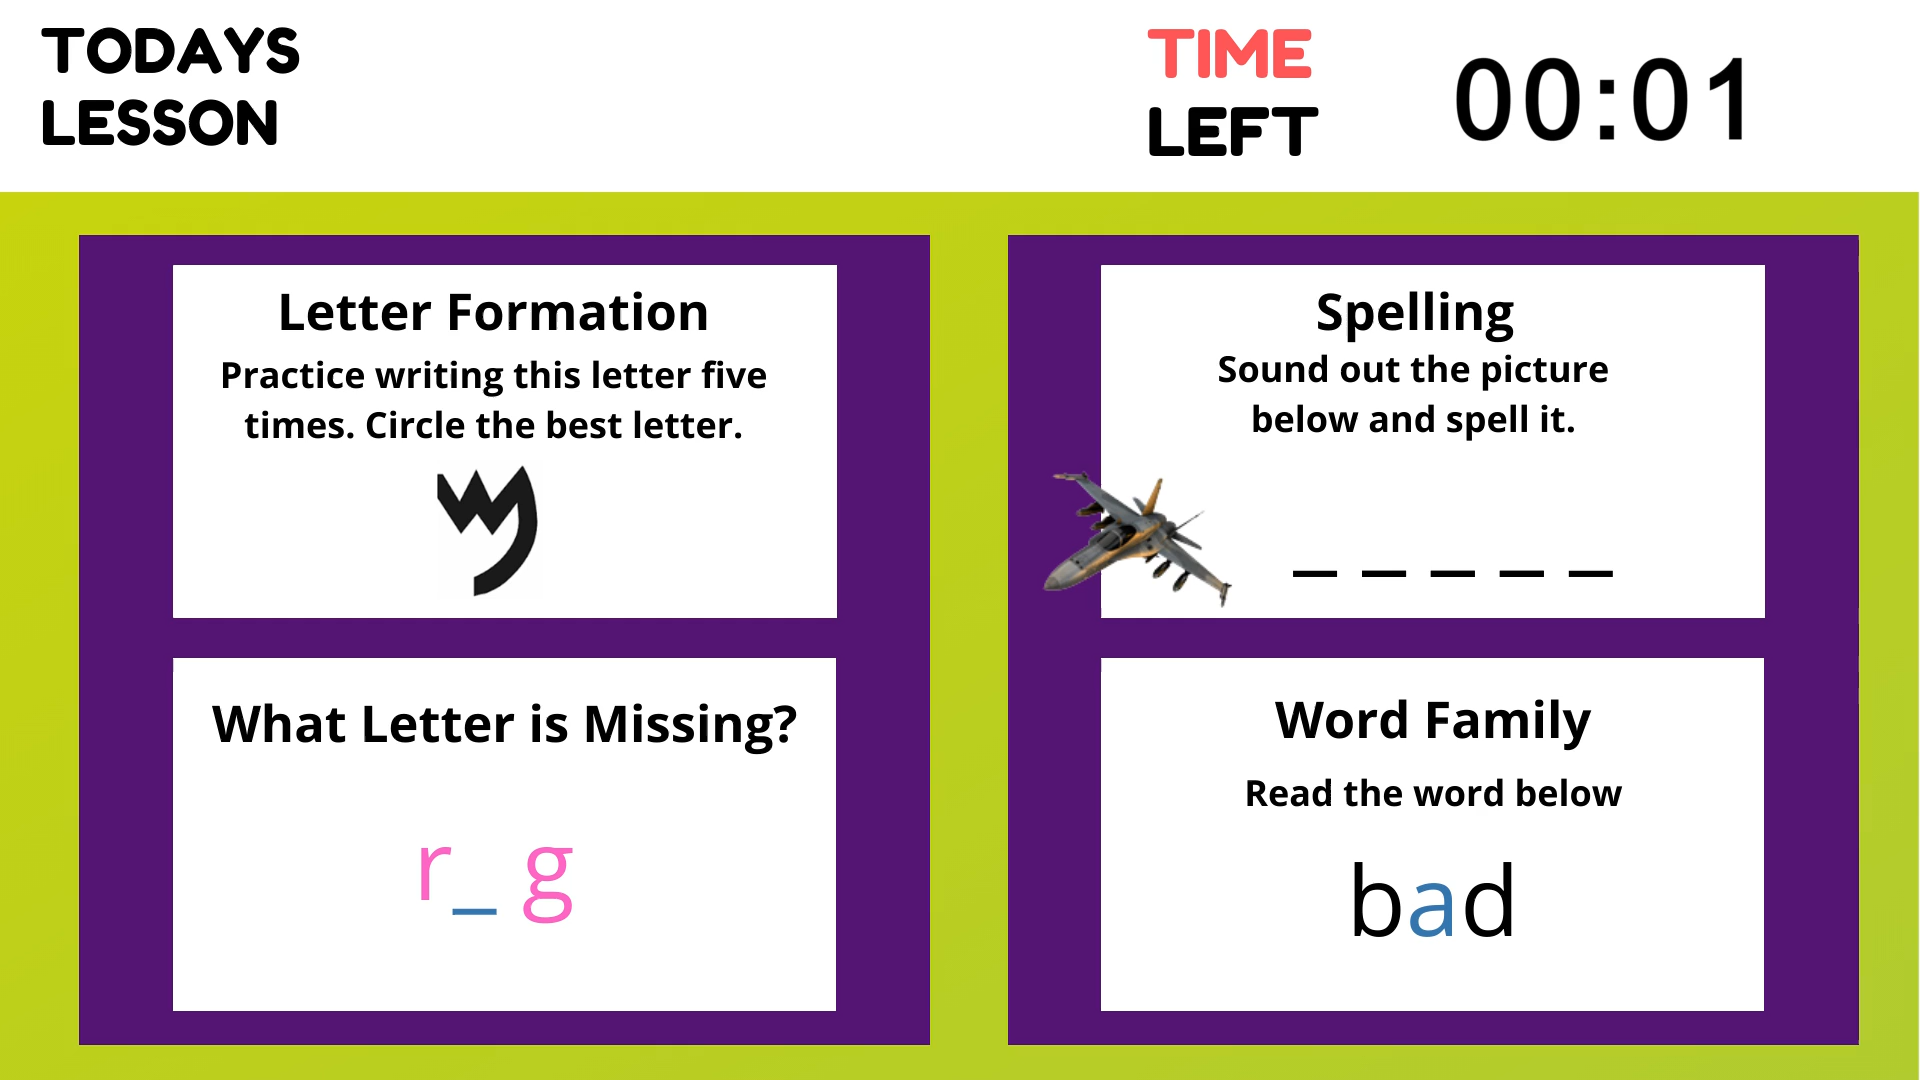 TODAYS
LESSON
TIME
LEFT
00:01
Letter Formation
Practice writing this letter five
times. Circle the best letter.
Spelling
Sound out the picture
below and spell it.
_ _ _ _ _
What Letter is Missing?
r_ g
Word Family
Read the word below
bad